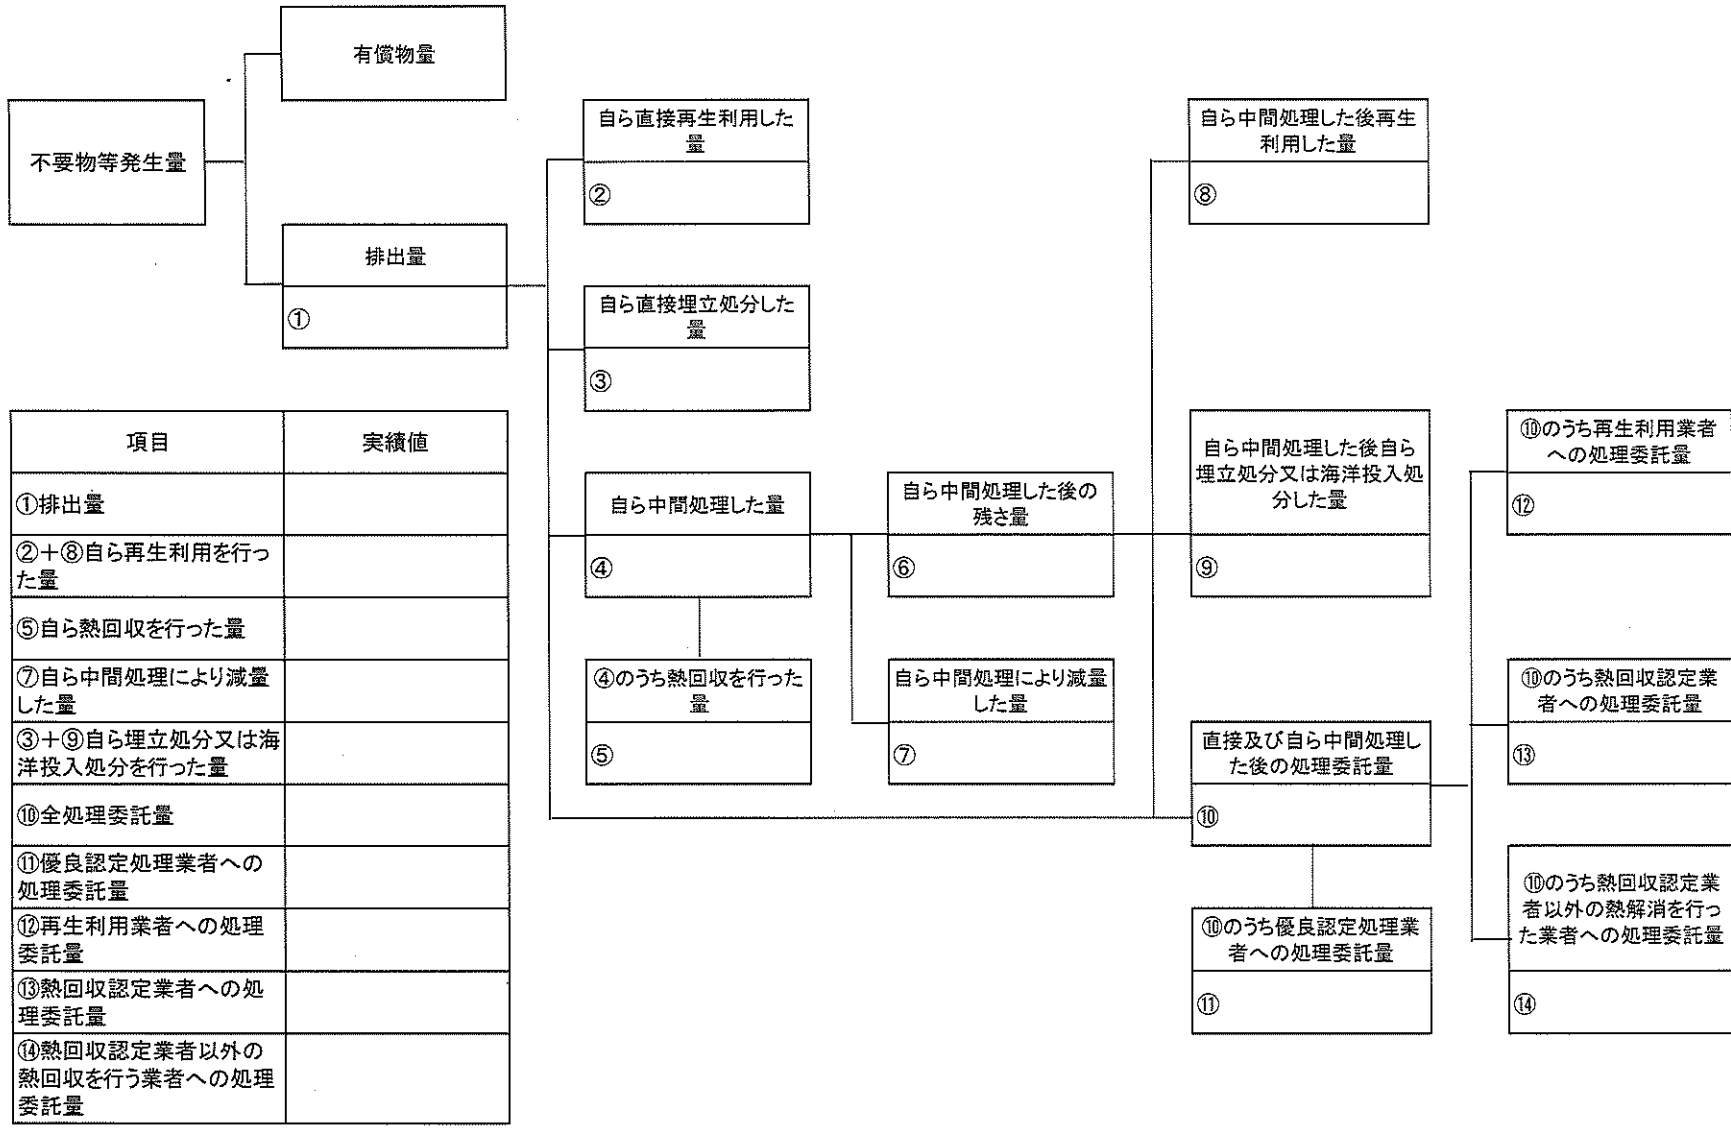 有償物量
不要物等発生量
排出量
①
自ら直接再生利用した
量
②
自ら直接埋立処分した
量
③
自ら中間処理した量
④
④のうち熱回収を行った
量
⑤
自ら中間処理した後の
残さ量
⑥
自ら中間処理により減量
した量
⑦
自ら中間処理した後再生
利用した量
⑧
自ら中間処理した後自ら
埋立処分又は海洋投入処
分した量
⑨
直接及び自ら中間処理し
た後の処理委託量
⑩
⑩のうち優良認定処理業
者への処理委託量
⑪
⑩のうち再生利用業者
への処理委託量
⑫
⑩のうち熱回収認定業
者への処理委託量
⑬
⑩のうち熱回収認定業
者以外の熱解消を行っ
た業者への処理委託量
⑭
項目 実績値
①排出量
②＋⑧自ら再生利用を行っ
た量
⑤自ら熱回収を行った量
⑦自ら中間処理により減量
した量
③＋⑨自ら埋立処分又は海
洋投入処分を行った量
⑩全処理委託量
⑪優良認定処理業者への
処理委託量
⑫再生利用業者への処理
委託量
⑬熱回収認定業者への処
理委託量
⑭熱回収認定業者以外の
熱回収を行う業者への処理
委託量